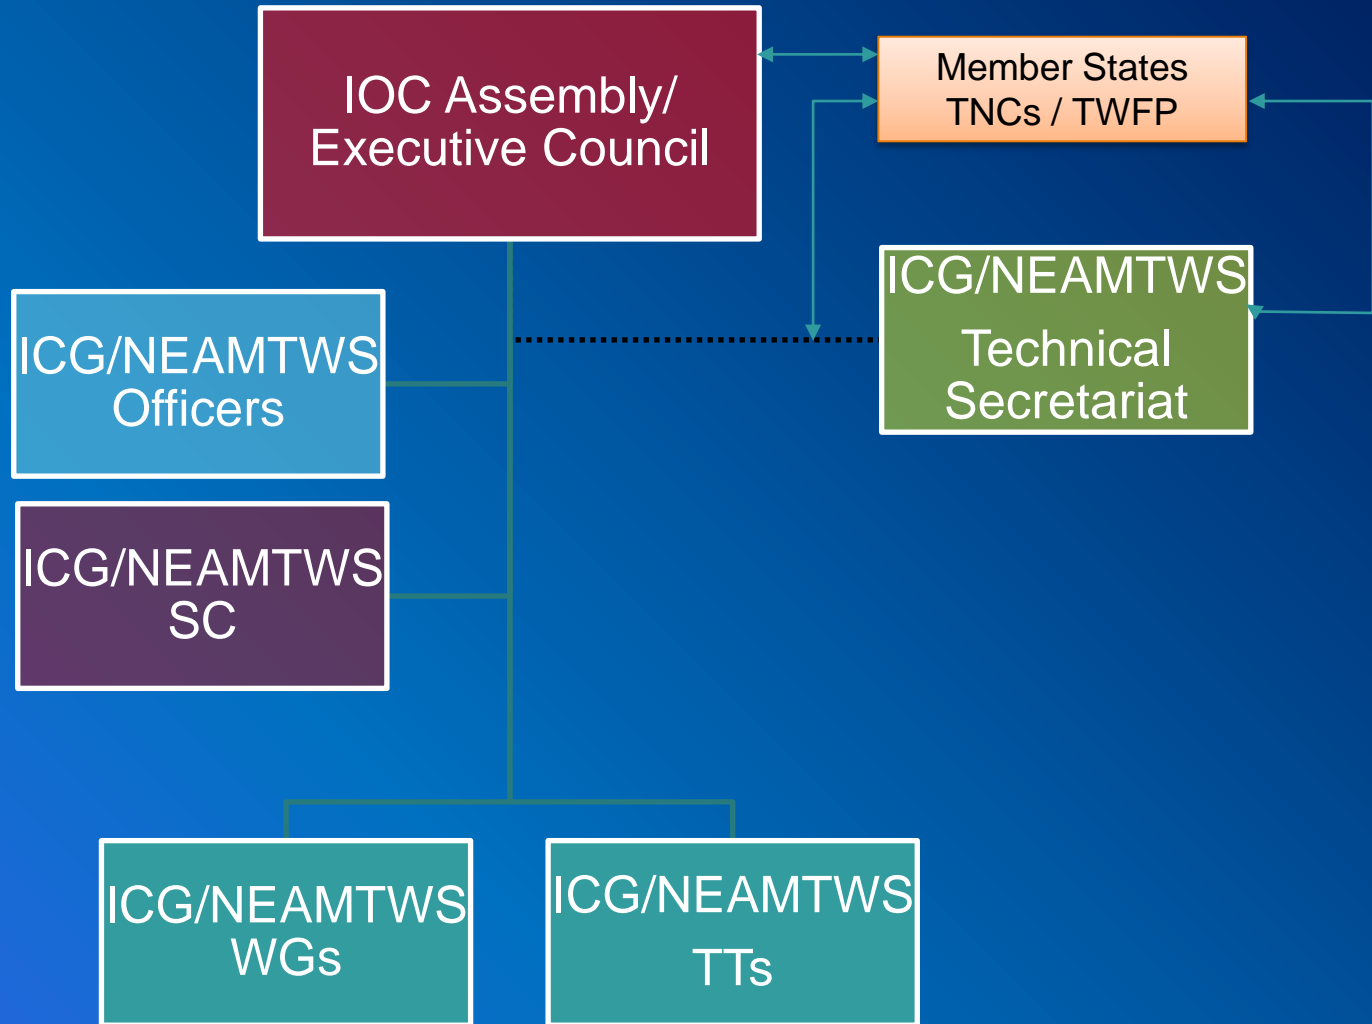 IOC Assembly/
Executive Council
Member States
TNCs / TWFP
ICG/NEAMTWS
Technical
Secretariat
ICG/NEAMTWS
Officers
ICG/NEAMTWS
SC
ICG/NEAMTWS
WGs
ICG/NEAMTWS
TTs